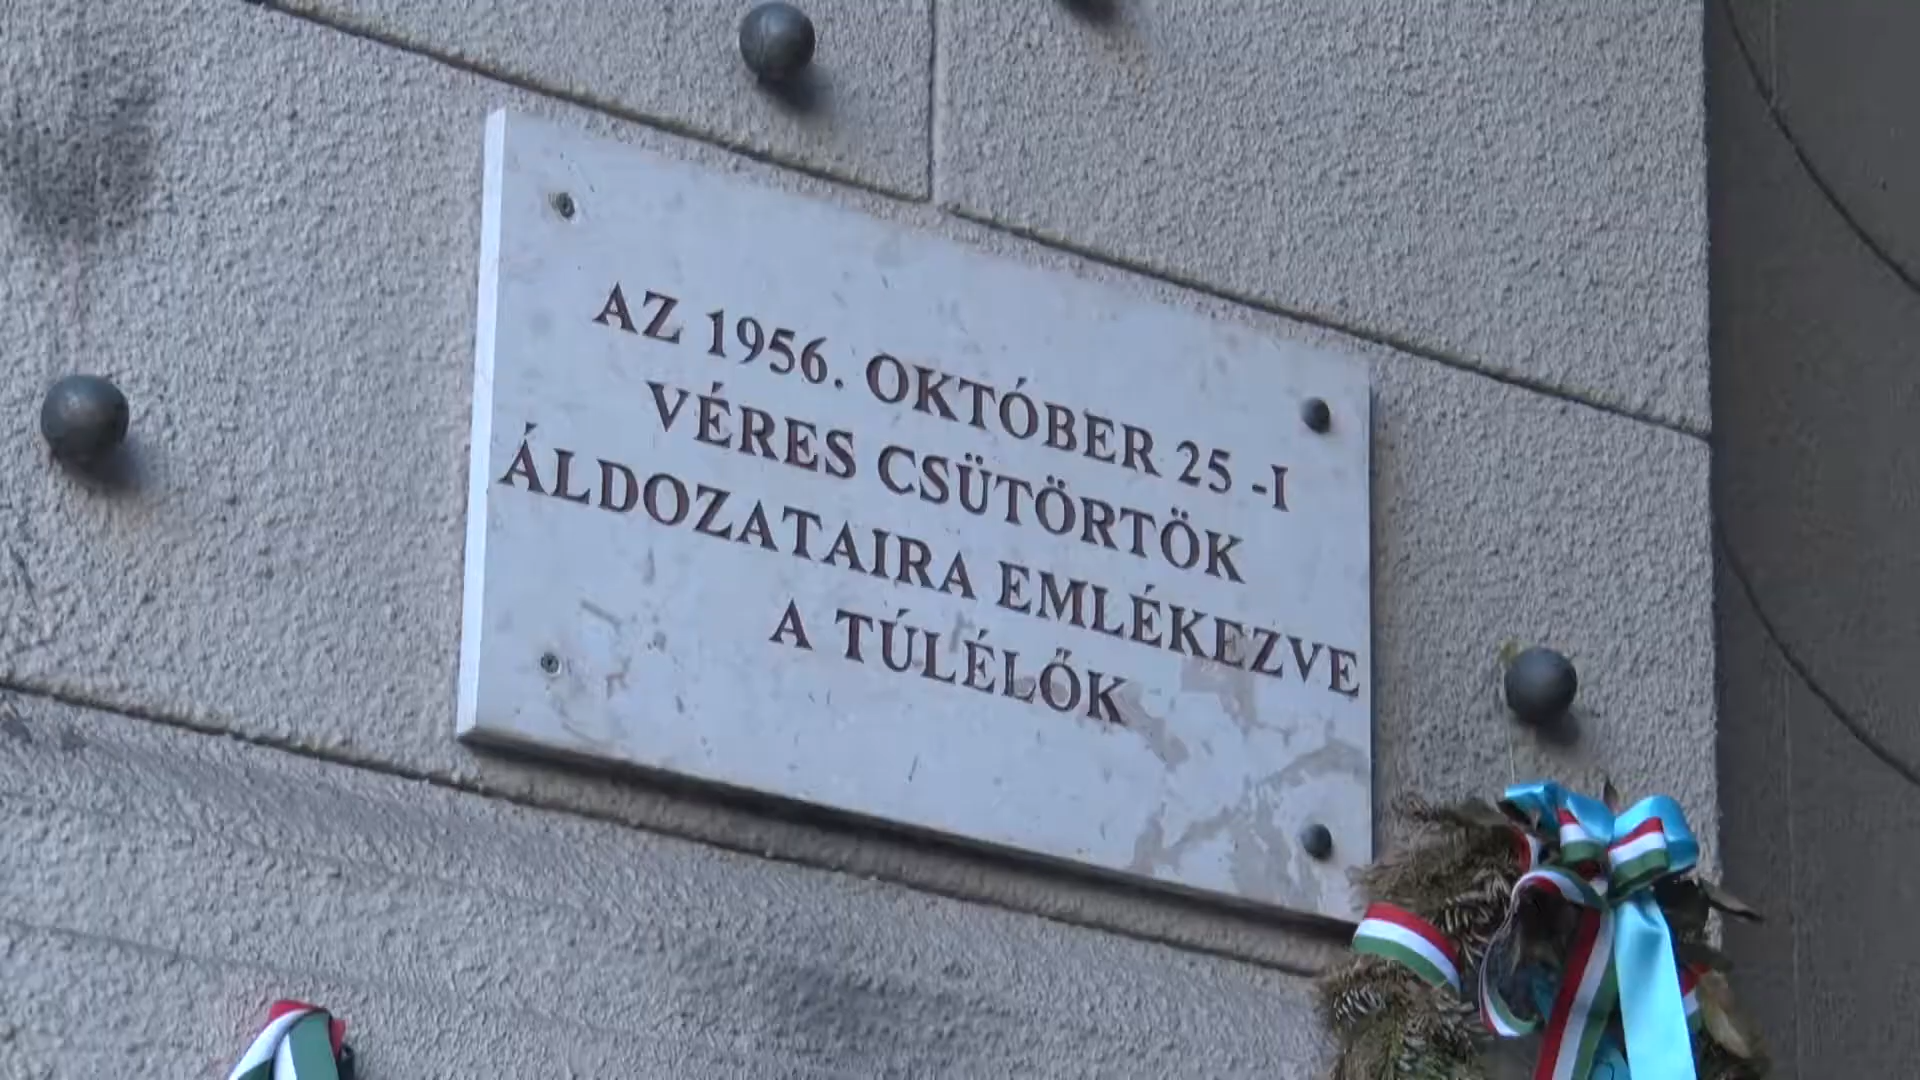 AZ 1956. OKTÓBER 25 -I
VÉRES CSÜTÖRTÖK
ÁLDOZATAIRA EMLÉKEZVE
A TÚLÉLŐK